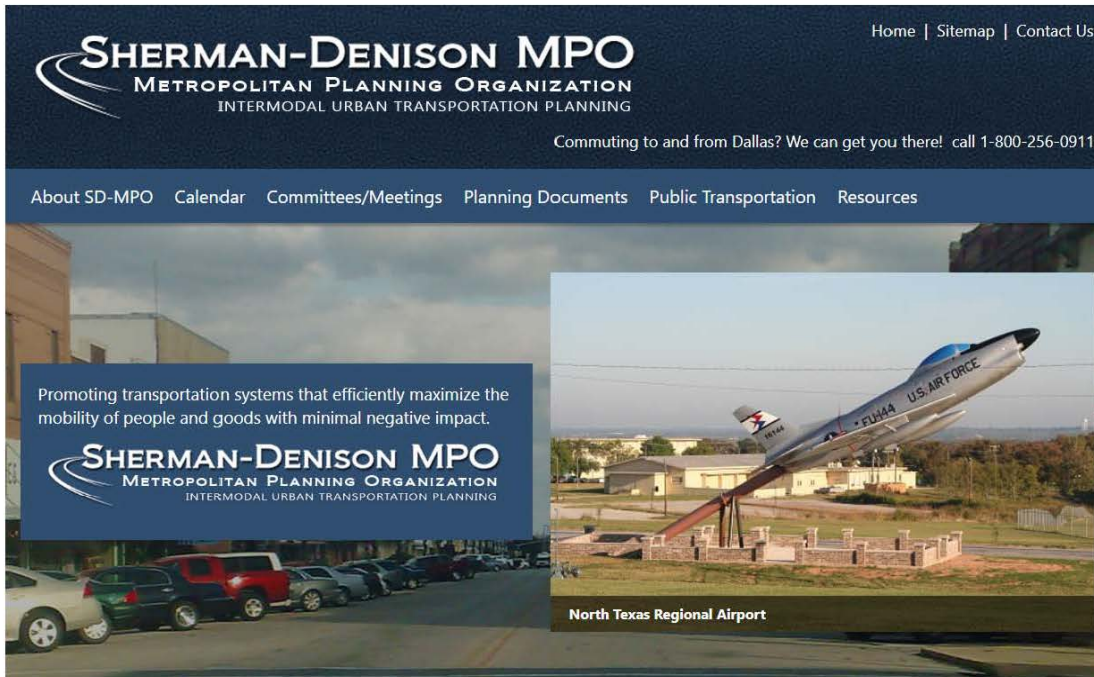 Home | Sitemap | Contact Us
SHERMAN-DENISON MPO
METROPOLITAN PLANNING ORGANIZATION
INTERMODAL URBAN TRANSPORTATION PLANNING
Commuting to and from Dallas? We can get you there! call 1-800-256-0911
About SD-MPO Calendar Committees/Meetings Planning Documents Public Transportation Resources
Promoting transportation systems that efficiently maximize the
mobility of people and goods with minimal negative impact.
SHERMAN-DENISON MPO
METROPOLITAN PLANNING ORGANIZATION
INTERMODAL URBAN TRANSPORTATION PLANNING
U.S. AIR FORCE
FU-144
16144
North Texas Regional Airport